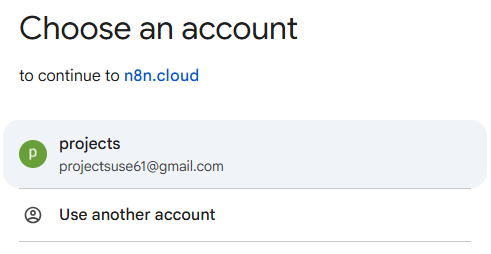 Choose an account
to continue to n8n.cloud
p
projects
projectsuse61@gmail.com
Use another account